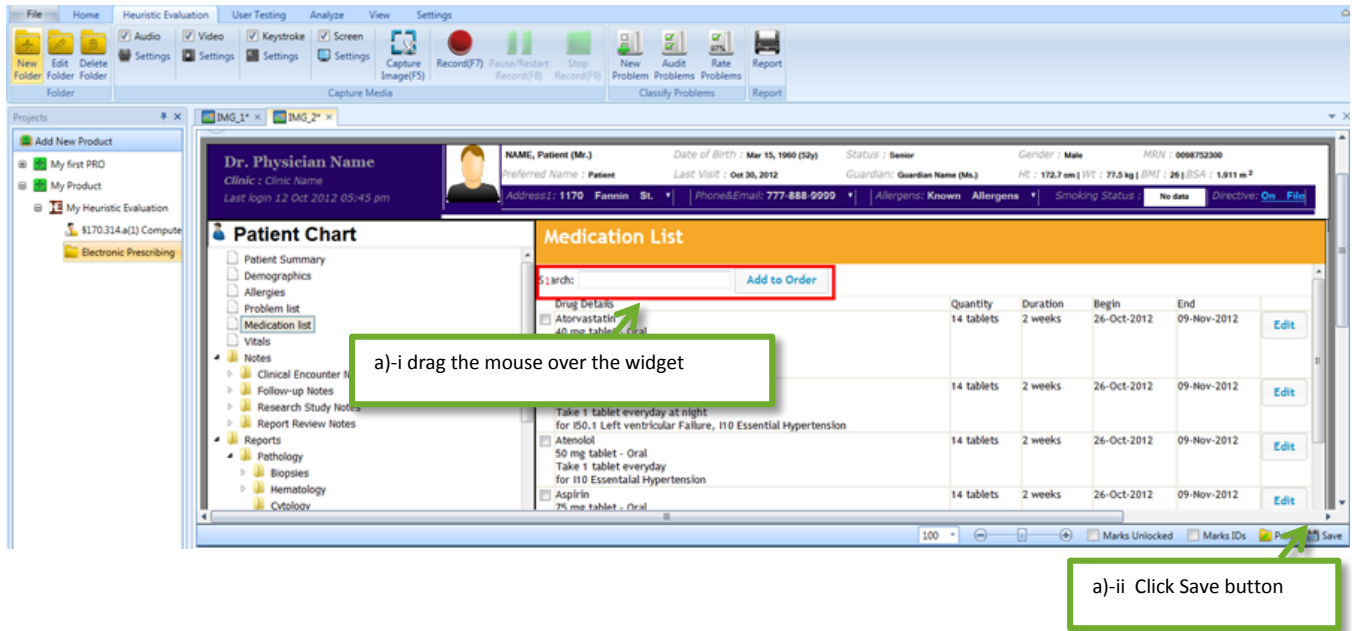 File Home Heuristic Evaluation User Testing Analyze View Settings
Audio Video Keystroke Screen
Settings Settings Settings Settings
New Folder Edit Folder Delete Folder
Capture Image(F5) Record(F7) Pause/Restart Record(F8) Stop Record(F9) New Problem Audit Problems Rate Problems Report
97%
Folder Capture Media Classify Problems Report
Projects
IMG_1* IMG_2*
Add New Product
My first PRO
My Product
My Heuristic Evaluation
§170.314.a(1) Compute
Electronic Prescribing
Dr. Physician Name
Clinic : Clinic Name
Last login 12 Oct 2012 05:45 pm
NAME, Patient (Mr.) Date of Birth : Mar 15, 1960 (52y) Status : Senior Gender : Male MRN : 0098752300
Preferred Name : Patient Last Visit : Oct 30, 2012 Guardian: Guardian Name (Ms.) Ht : 172.7 cm | Wt : 77.5 kg | BMI : 26 | BSA : 1.911 m²
Address1: 1170 Fannin St. Phone&Email: 777-888-9999 Allergens: Known Allergens Smoking Status : No data Directive: On File
Patient Chart
Patient Summary
Demographics
Allergies
Problem list
Medication list
Vitals
Notes
Clinical Encounter N
Follow-up Notes
Research Study Notes
Report Review Notes
Reports
Pathology
Biopsies
Hematology
Cytology
Medication List
S1arch: Add to Order
Drug Details Quantity Duration Begin End
Atorvastatin 14 tablets 2 weeks 26-Oct-2012 09-Nov-2012 Edit
40 mg tablet - Oral
14 tablets 2 weeks 26-Oct-2012 09-Nov-2012 Edit
Take 1 tablet everyday at night
for I50.1 Left ventricular Failure, I10 Essential Hypertension
Atenolol 14 tablets 2 weeks 26-Oct-2012 09-Nov-2012 Edit
50 mg tablet - Oral
Take 1 tablet everyday
for I10 Essentalal Hypertension
Aspirin 14 tablets 2 weeks 26-Oct-2012 09-Nov-2012 Edit
75 mg tablet - Oral
a)-i drag the mouse over the widget
100 Marks Unlocked Marks IDs Save
a)-ii Click Save button